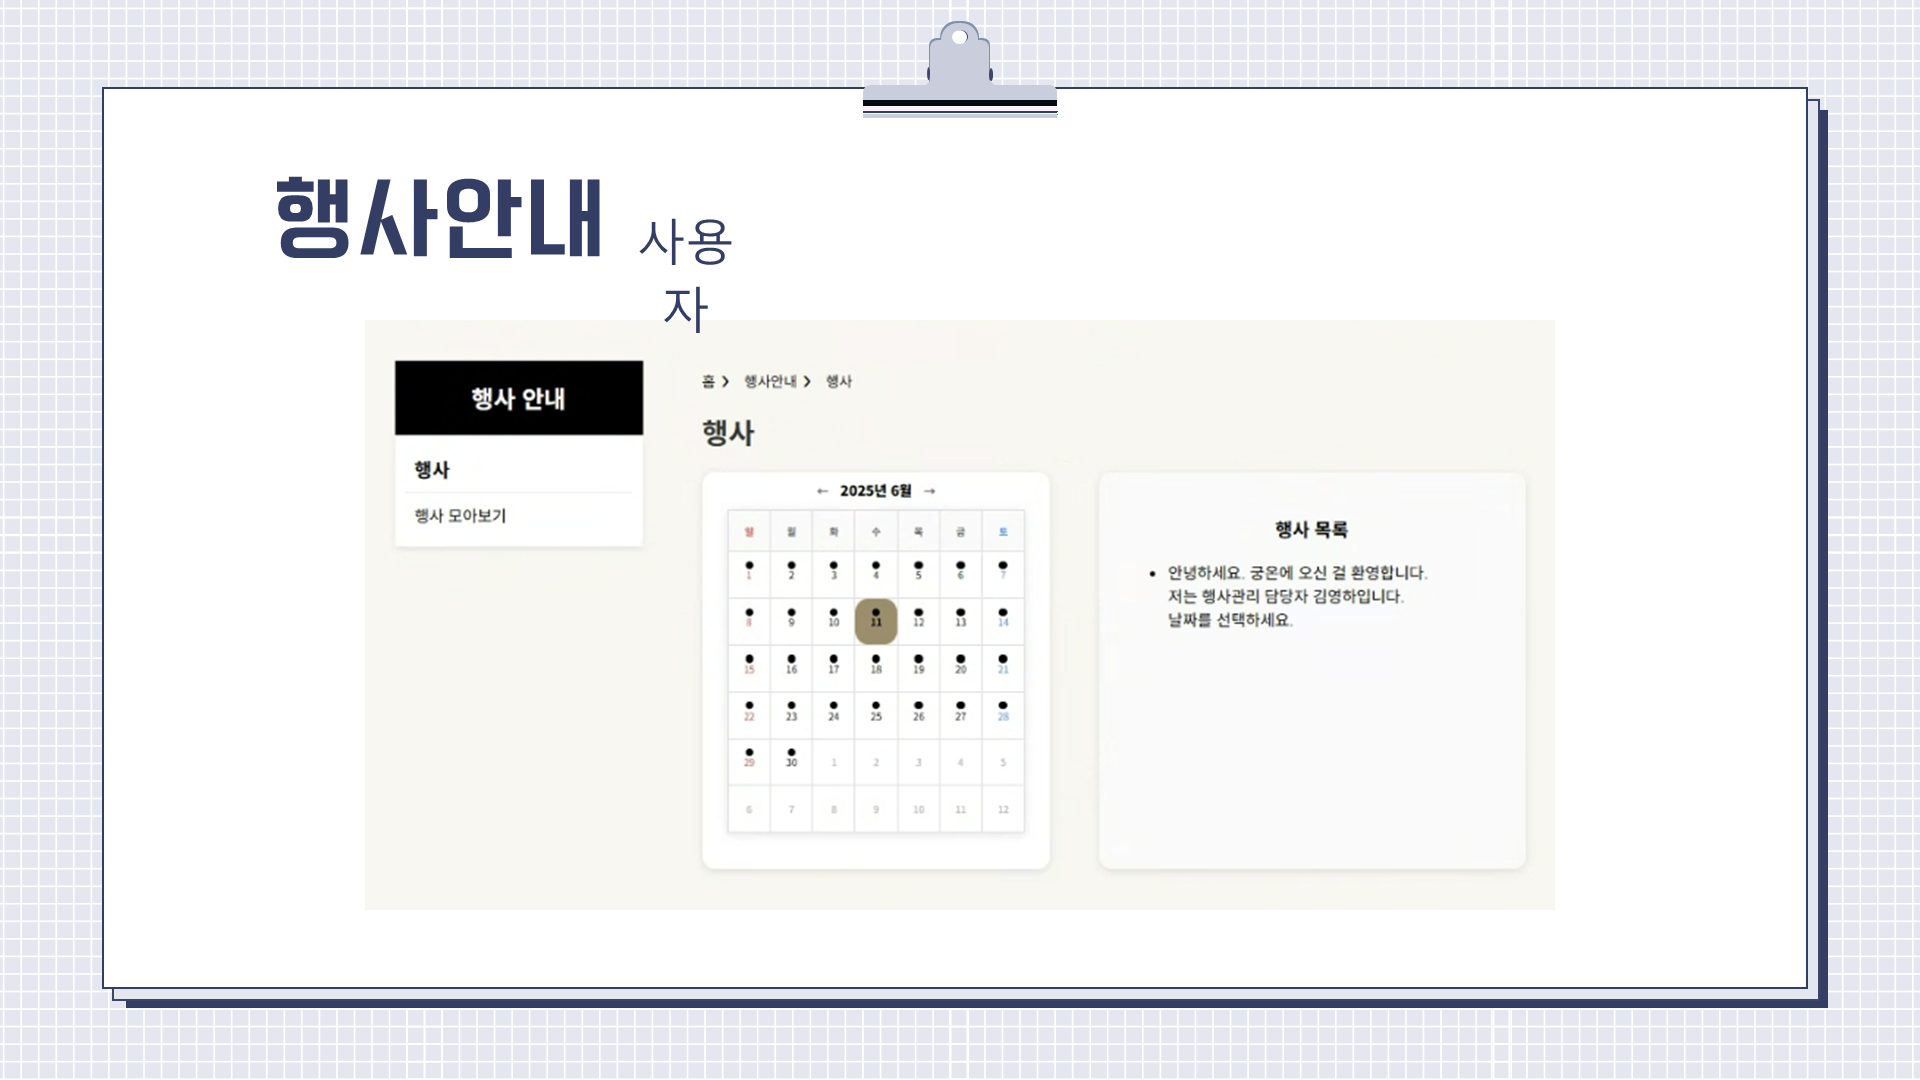 행사안내 사용
자
행사 안내
행사
행사 모아보기
홈 > 행사안내 > 행사
행사
← 2025년 6월 →
일 월 화 수 목 금 토
1 2 3 4 5 6 7
8 9 10 11 12 13 14
15 16 17 18 19 20 21
22 23 24 25 26 27 28
29 30 1 2 3 4 5
6 7 8 9 10 11 12
행사 목록
• 안녕하세요. 궁온에 오신 걸 환영합니다.
저는 행사관리 담당자 김영하입니다.
날짜를 선택하세요.